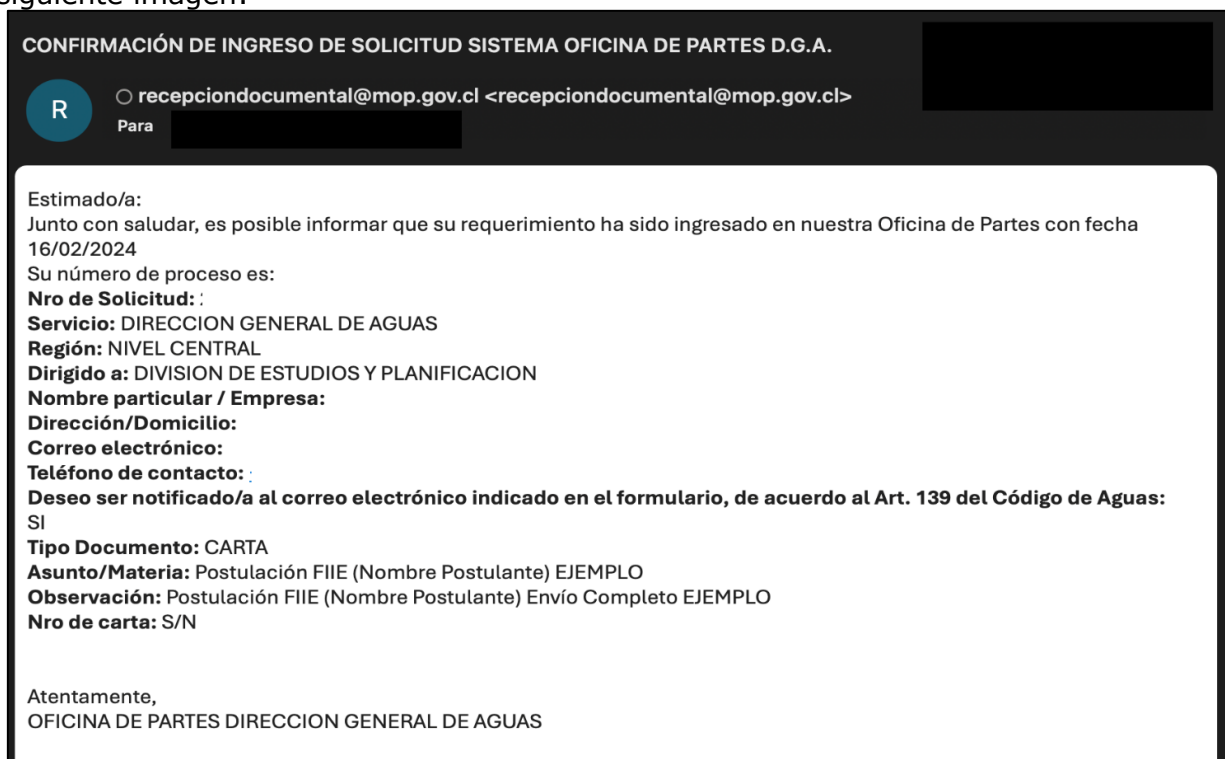 siguiente imagen:
CONFIRMACIÓN DE INGRESO DE SOLICITUD SISTEMA OFICINA DE PARTES D.G.A.
R
recepciondocumental@mop.gov.cl <recepciondocumental@mop.gov.cl>
Para
Estimado/a:
Junto con saludar, es posible informar que su requerimiento ha sido ingresado en nuestra Oficina de Partes con fecha
16/02/2024
Su número de proceso es:
Nro de Solicitud:
Servicio: DIRECCION GENERAL DE AGUAS
Región: NIVEL CENTRAL
Dirigido a: DIVISION DE ESTUDIOS Y PLANIFICACION
Nombre particular / Empresa:
Dirección/Domicilio:
Correo electrónico:
Teléfono de contacto:
Deseo ser notificado/a al correo electrónico indicado en el formulario, de acuerdo al Art. 139 del Código de Aguas:
SI
Tipo Documento: CARTA
Asunto/Materia: Postulación FIIE (Nombre Postulante) EJEMPLO
Observación: Postulación FIIE (Nombre Postulante) Envío Completo EJEMPLO
Nro de carta: S/N
Atentamente,
OFICINA DE PARTES DIRECCION GENERAL DE AGUAS